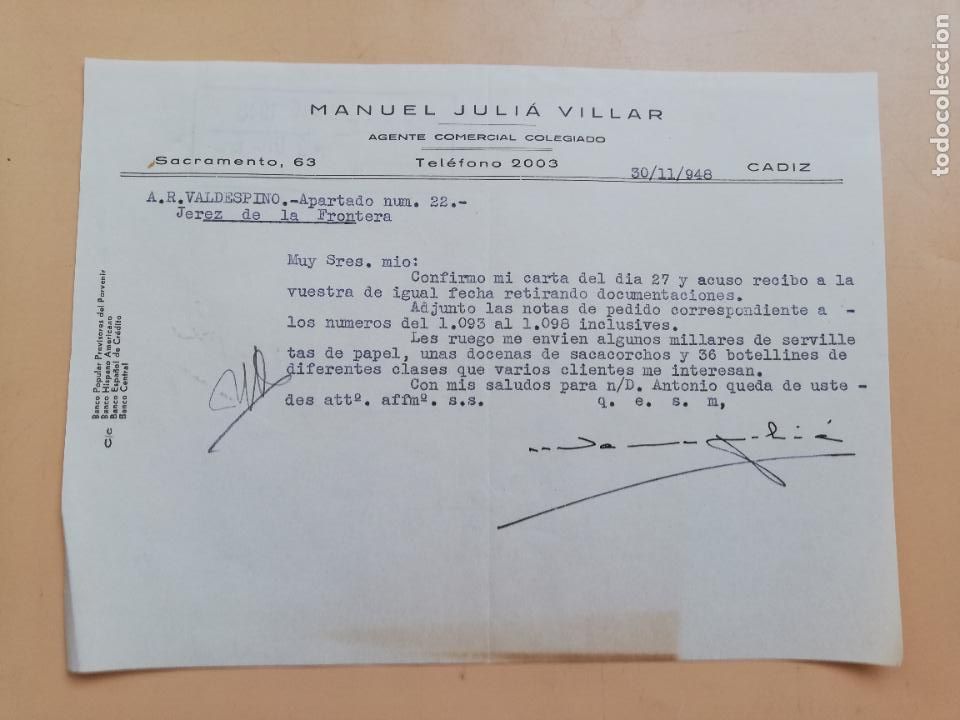 MANUEL JULIÁ VILLAR
AGENTE COMERCIAL COLEGIADO
Sacramento, 63 Teléfono 2003 30/11/948 CADIZ
A.R.VALDESPINO.-Apartado num. 22.-
Jerez de la Frontera
Muy Sres. mio:
Confirmo mi carta del dia 27 y acuso recibo a la
vuestra de igual fecha retirando documentaciones.
Adjunto las notas de pedido correspondiente a -
los numeros del 1.093 al 1.098 inclusives.
Les ruego me envien algunos millares de serville
tas de papel, unas docenas de sacacorchos y 36 botellines de
diferentes clases que varios clientes me interesan.
Con mis saludos para n/D. Antonio queda de uste -
des attº. affmº. s.s. q. e. s. m,
C/c Banco Popular Previsores del Porvenir
Banco Hispano Americano
Banco Español de Crédito
Banco Central
todocoleccion